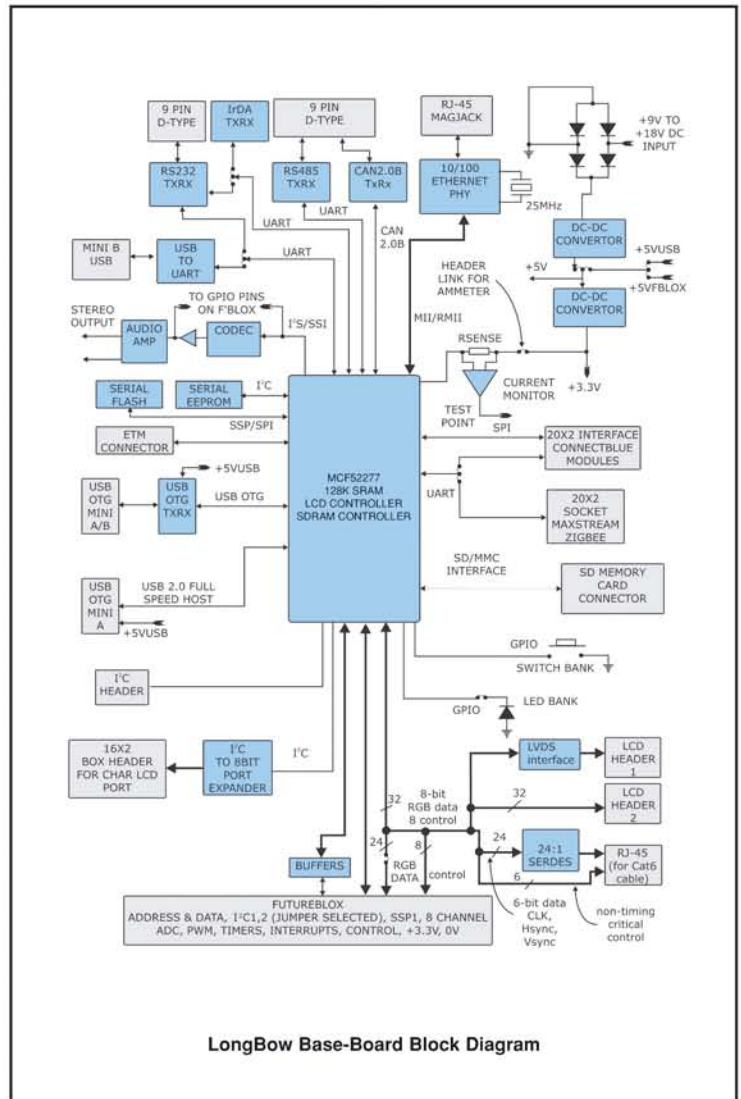 9 PIN
D-TYPE
IrDA
TXRX
9 PIN
D-TYPE
RJ-45
MAGJACK
+9V TO
+18V DC
INPUT
RS232
TXRX
RS485
TXRX
CAN2.0B
TxRx
10/100
ETHERNET
PHY
25MHz
UART
UART
UART
CAN
2.0B
MINI B
USB
USB
TO
UART
DC-DC
CONVERTOR
+5VUSB
+5V
+5VFBLOX
DC-DC
CONVERTOR
HEADER
LINK FOR
AMMETER
TO GPIO PINS
ON F'BLOX
STEREO
OUTPUT
AUDIO
AMP
CODEC
I²S/SSI
MII/RMII
RSENSE
CURRENT
MONITOR
+3.3V
TEST
POINT
SERIAL
FLASH
SERIAL
EEPROM
I²C
SSP/SPI
ETM
CONNECTOR
SPI
20X2 INTERFACE
CONNECTBLUE
MODULES
MCF52277
128K SRAM
LCD CONTROLLER
SDRAM CONTROLLER
+5VUSB
USB
OTG
MINI
A/B
USB
OTG
TXRX
USB OTG
UART
20X2
SOCKET
MAXSTREAM
ZIGBEE
SD/MMC
INTERFACE
SD MEMORY
CARD
CONNECTOR
USB
OTG
MINI
A
USB 2.0 FULL
SPEED HOST
+5VUSB
GPIO
SWITCH BANK
I²C
HEADER
GPIO
LED BANK
16X2
BOX HEADER
FOR CHAR LCD
PORT
I²C
TO 8BIT
PORT
EXPANDER
I²C
LVDS
interface
LCD
HEADER
1
32
8-bit
RGB data
8 control
32
LCD
HEADER
2
24
8
24
24:1
SERDES
RJ-45
(for Cat6
cable)
BUFFERS
RGB
DATA
control
6
6-bit data
CLK,
Hsync,
Vsync
non-timing
critical
control
FUTUREBLOX
ADDRESS & DATA, I²C1,2 (JUMPER SELECTED), SSP1, 8 CHANNEL
ADC, PWM, TIMERS, INTERRUPTS, CONTROL, +3.3V, 0V
LongBow Base-Board Block Diagram